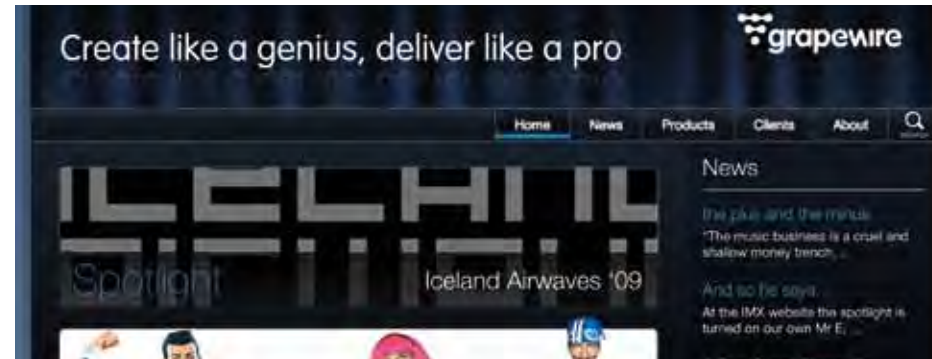 Create like a genius, deliver like a pro
grapewire
Home News Products Clients About
ICELAND
Spotlight
Iceland Airwaves '09
News
the plus and the minus
"The music business is a cruel and
shallow money trench, ..
And so he says...
At the IMX website the spotlight is
turned on our own Mr E, ...